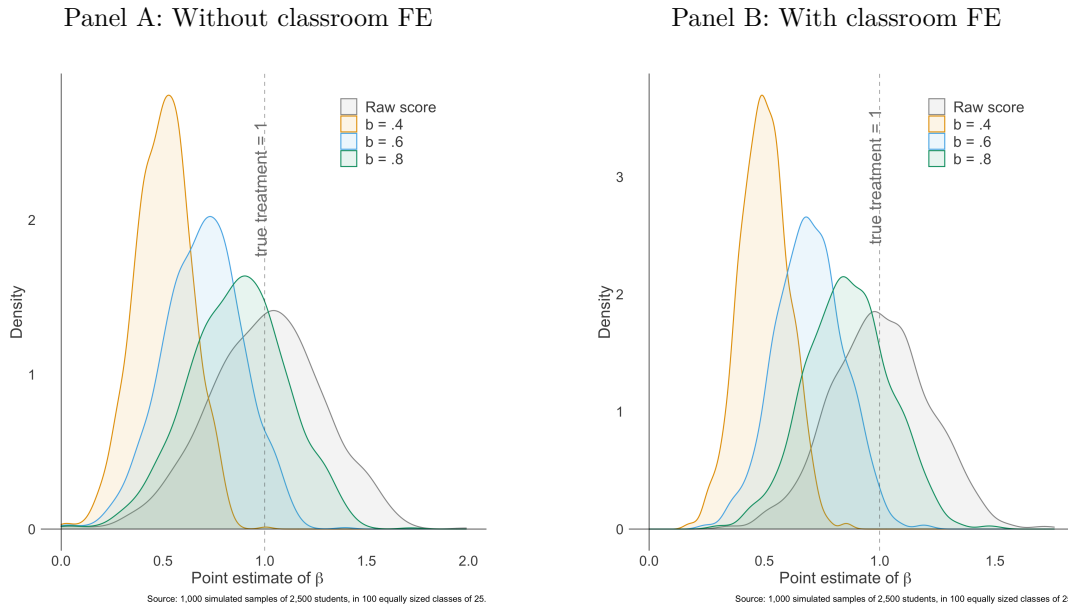 Panel A: Without classroom FE
Raw score
b = .4
b = .6
b = .8
true treatment = 1
Density
2
1
0
0.0 0.5 1.0 1.5 2.0
Point estimate of β
Source: 1,000 simulated samples of 2,500 students, in 100 equally sized classes of 25.
Panel B: With classroom FE
Raw score
b = .4
b = .6
b = .8
true treatment = 1
Density
3
2
1
0
0.0 0.5 1.0 1.5
Point estimate of β
Source: 1,000 simulated samples of 2,500 students, in 100 equally sized classes of